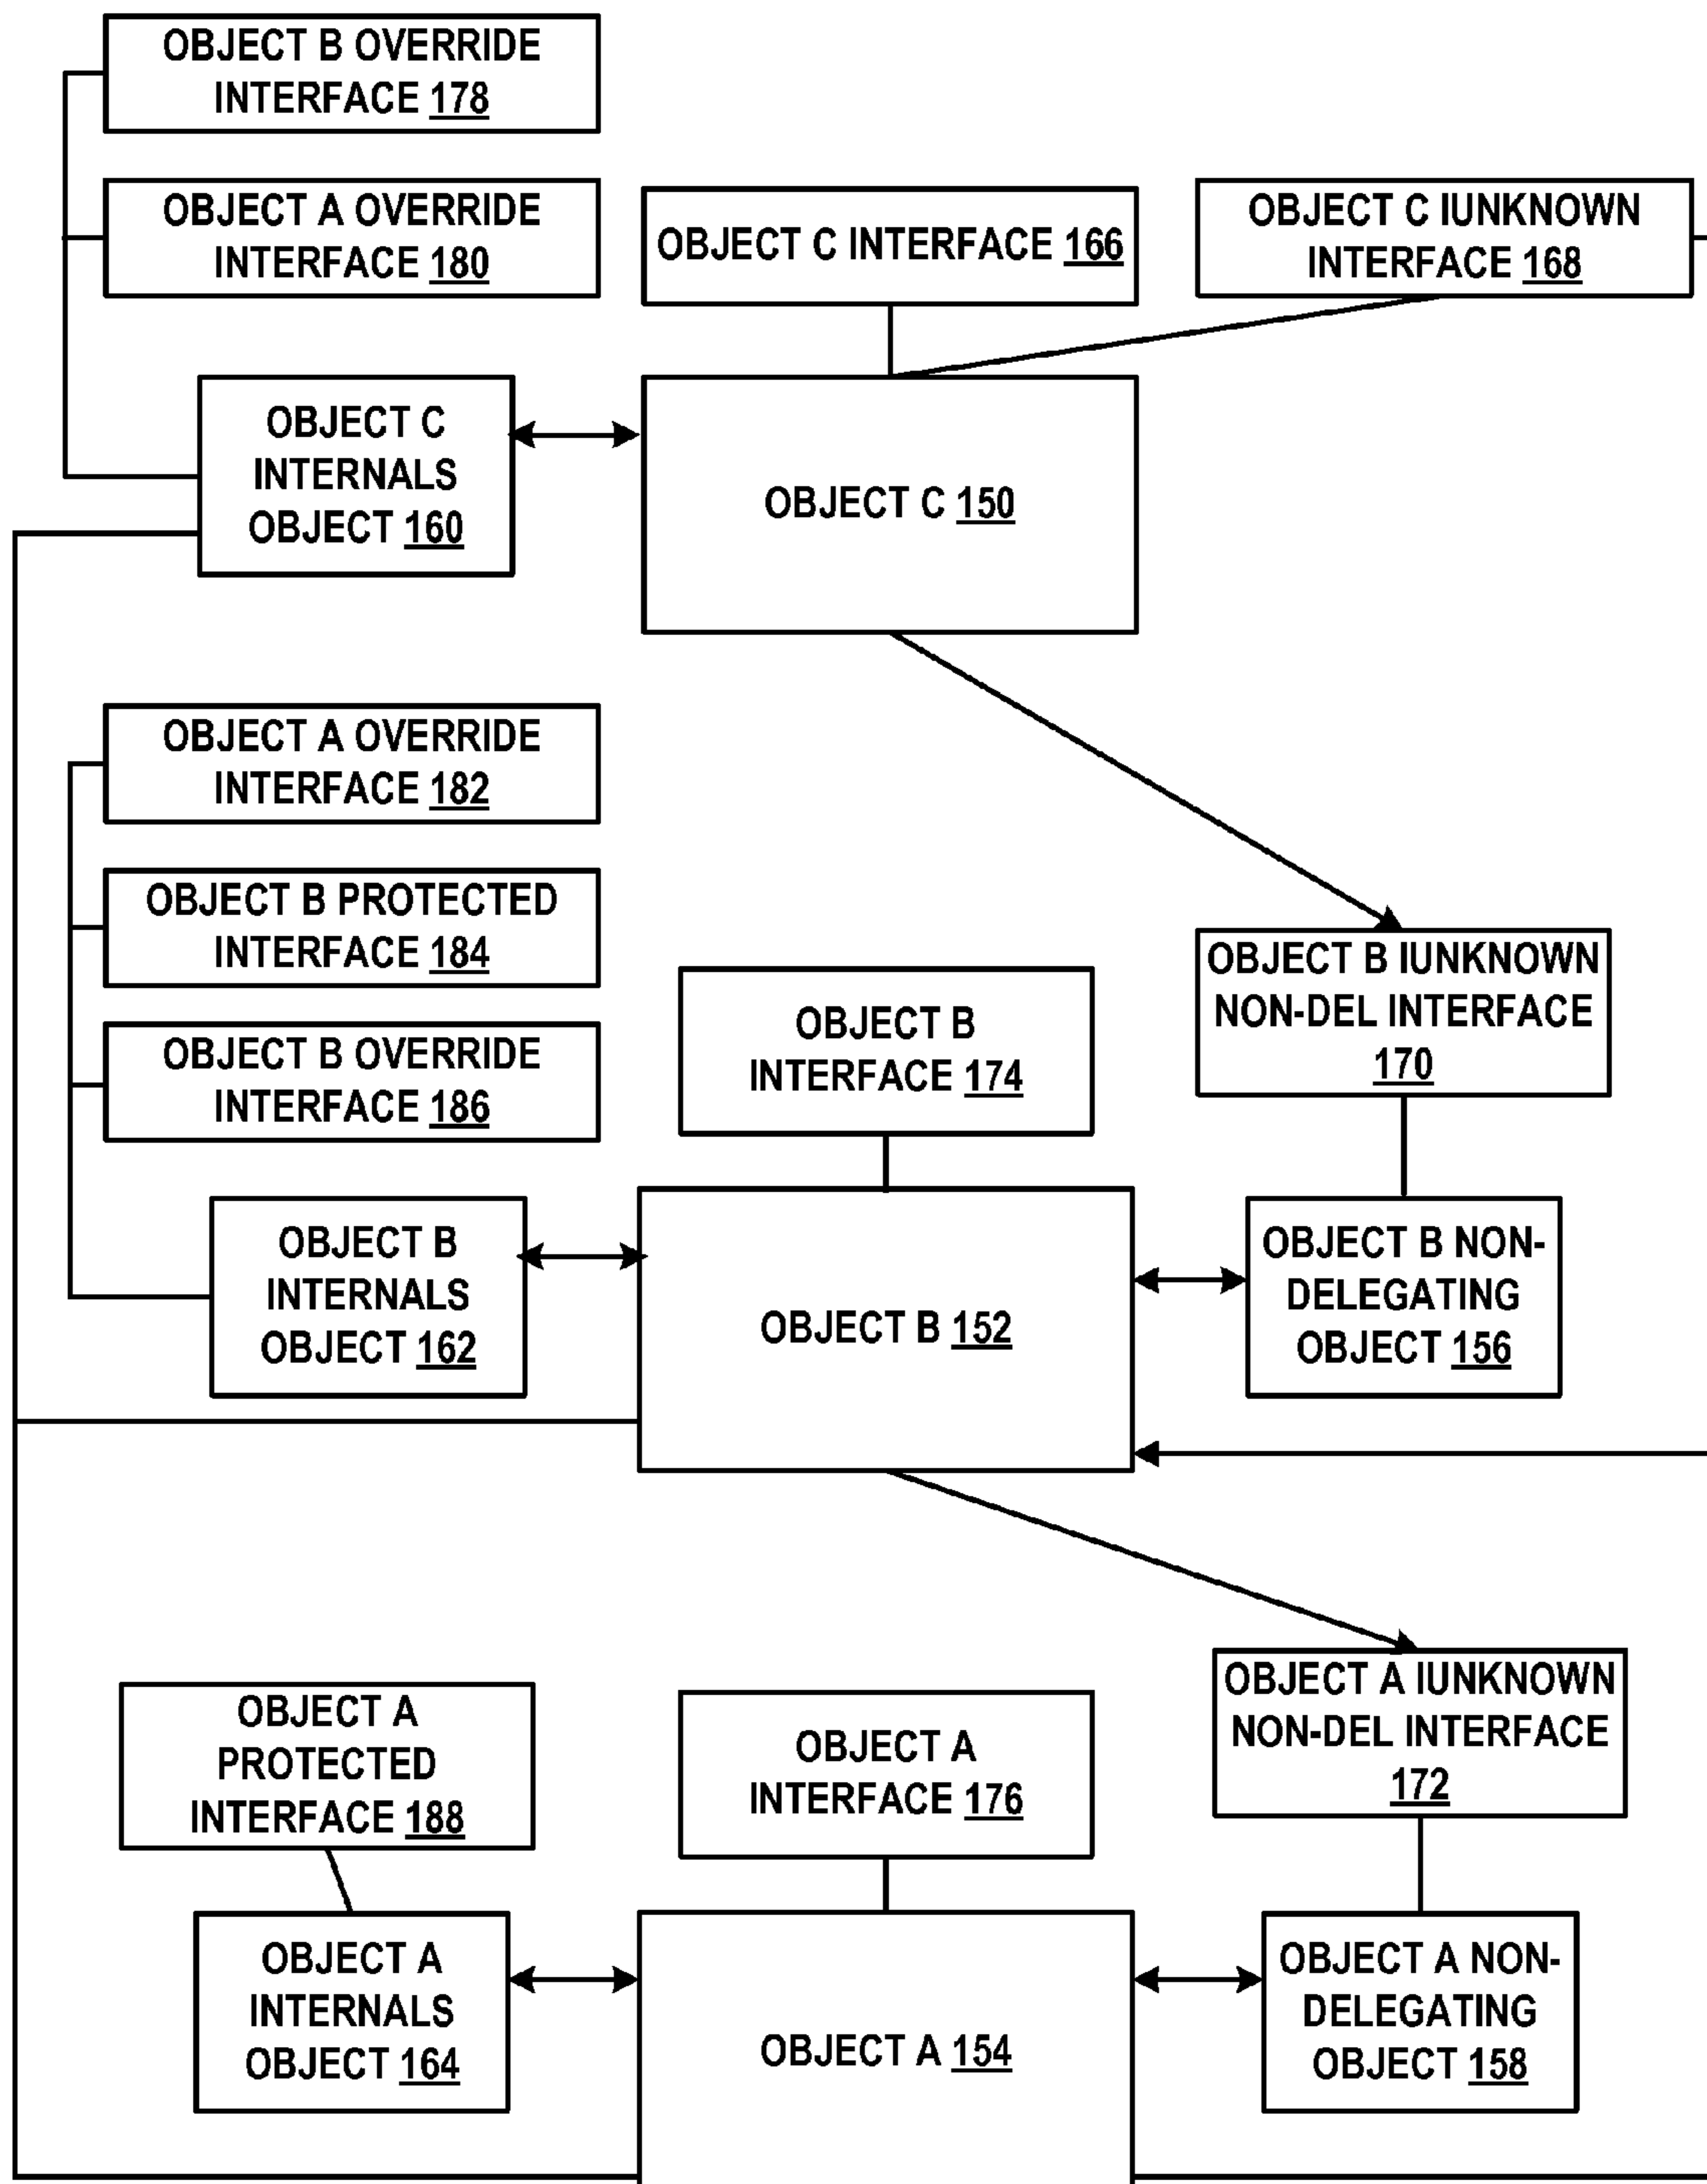 OBJECT B OVERRIDE
INTERFACE 178
OBJECT A OVERRIDE
INTERFACE 180
OBJECT C INTERFACE 166
OBJECT C IUNKNOWN
INTERFACE 168
OBJECT C
INTERNALS
OBJECT 160
OBJECT C 150
OBJECT A OVERRIDE
INTERFACE 182
OBJECT B PROTECTED
INTERFACE 184
OBJECT B OVERRIDE
INTERFACE 186
OBJECT B
INTERFACE 174
OBJECT B IUNKNOWN
NON-DEL INTERFACE
170
OBJECT B
INTERNALS
OBJECT 162
OBJECT B 152
OBJECT B NON-
DELEGATING
OBJECT 156
OBJECT A
PROTECTED
INTERFACE 188
OBJECT A
INTERFACE 176
OBJECT A IUNKNOWN
NON-DEL INTERFACE
172
OBJECT A
INTERNALS
OBJECT 164
OBJECT A 154
OBJECT A NON-
DELEGATING
OBJECT 158